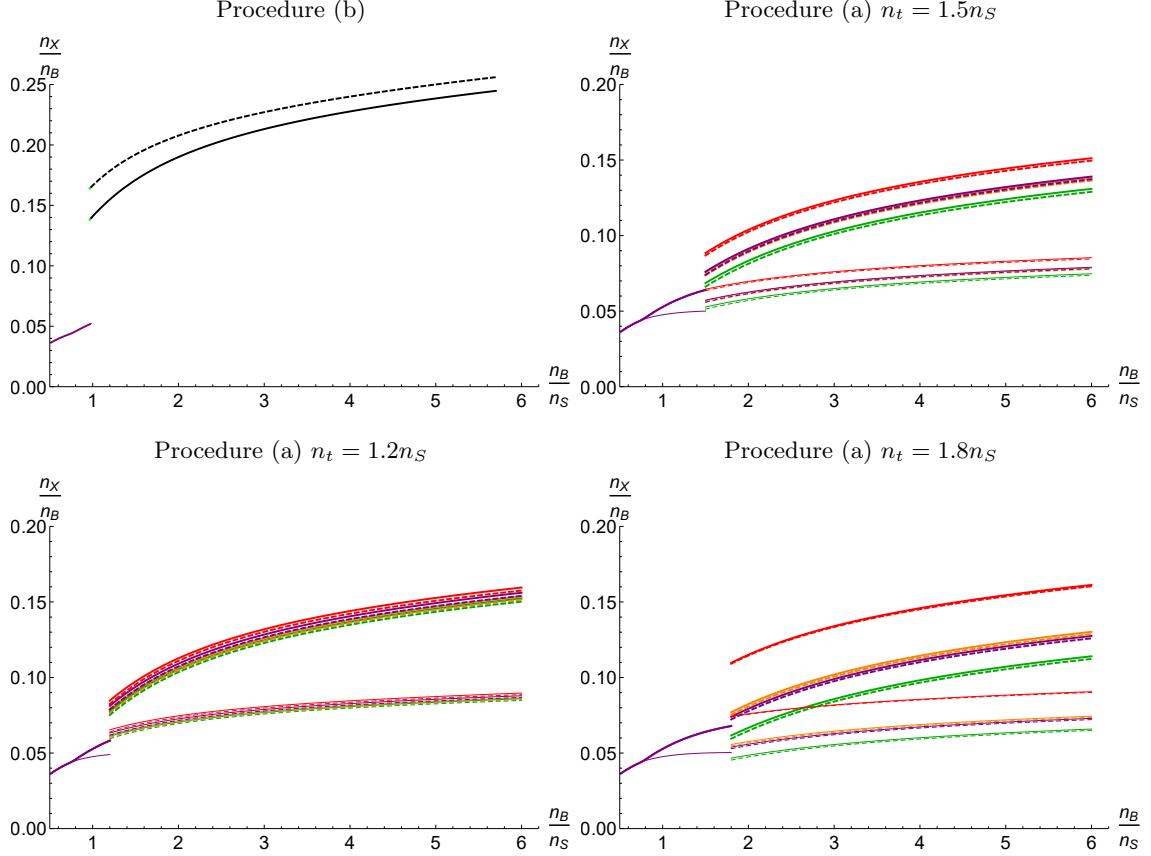 Procedure (b)
n_X
n_B
0.25
0.20
0.15
0.10
0.05
0.00
1 2 3 4 5 6
n_B
n_S
Procedure (a) n_t = 1.5n_S
n_X
n_B
0.20
0.15
0.10
0.05
0.00
1 2 3 4 5 6
n_B
n_S
Procedure (a) n_t = 1.2n_S
n_X
n_B
0.20
0.15
0.10
0.05
0.00
1 2 3 4 5 6
n_B
n_S
Procedure (a) n_t = 1.8n_S
n_X
n_B
0.20
0.15
0.10
0.05
0.00
1 2 3 4 5 6
n_B
n_S